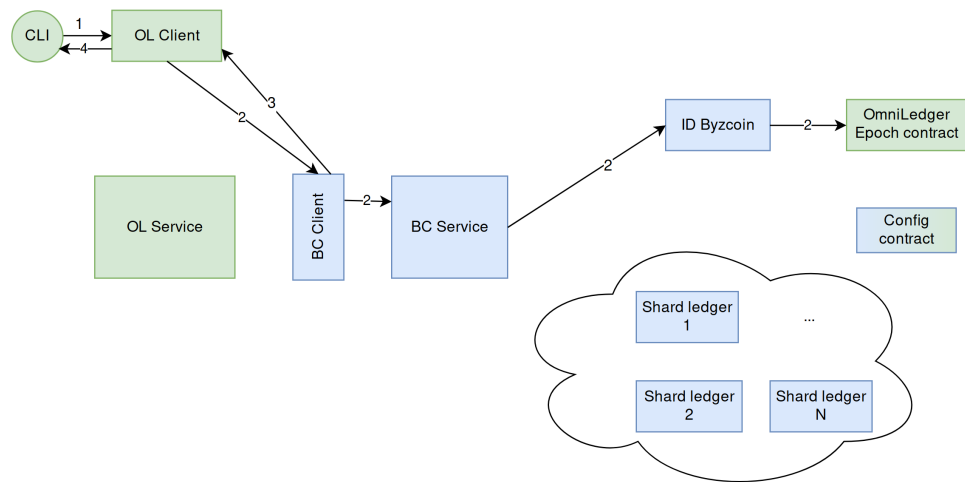 CLI
1
4
OL Client
2
3
OL Service
BC Client
2
BC Service
2
ID Byzcoin
2
OmniLedger
Epoch contract
Config
contract
Shard ledger
1
...
Shard ledger
2
Shard ledger
N